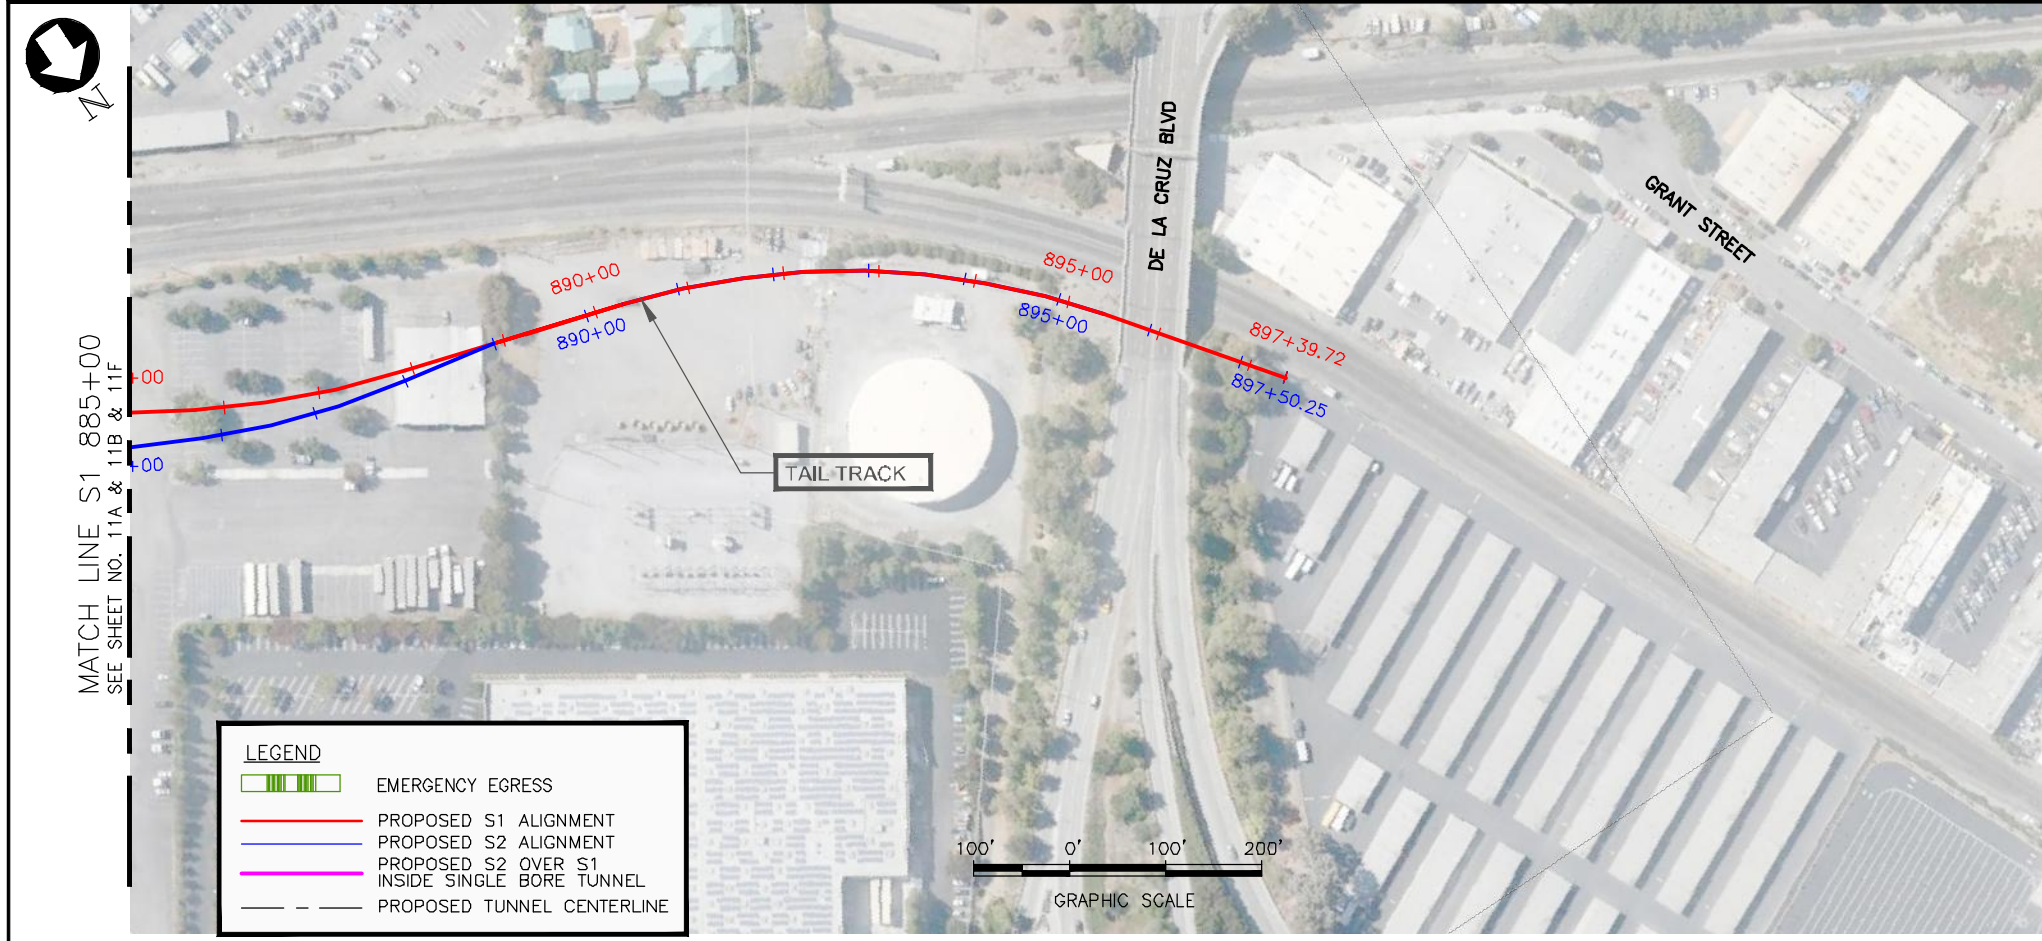 N
DE LA CRUZ BLVD
GRANT STREET
890+00
895+00
897+39.72
890+00
895+00
897+50.25
+00
+00
MATCH LINE S1 885+00
SEE SHEET NO. 11A & 11B & 11F
TAIL TRACK
LEGEND
EMERGENCY EGRESS
PROPOSED S1 ALIGNMENT
PROPOSED S2 ALIGNMENT
PROPOSED S2 OVER S1
INSIDE SINGLE BORE TUNNEL
PROPOSED TUNNEL CENTERLINE
100' 0' 100' 200'
GRAPHIC SCALE